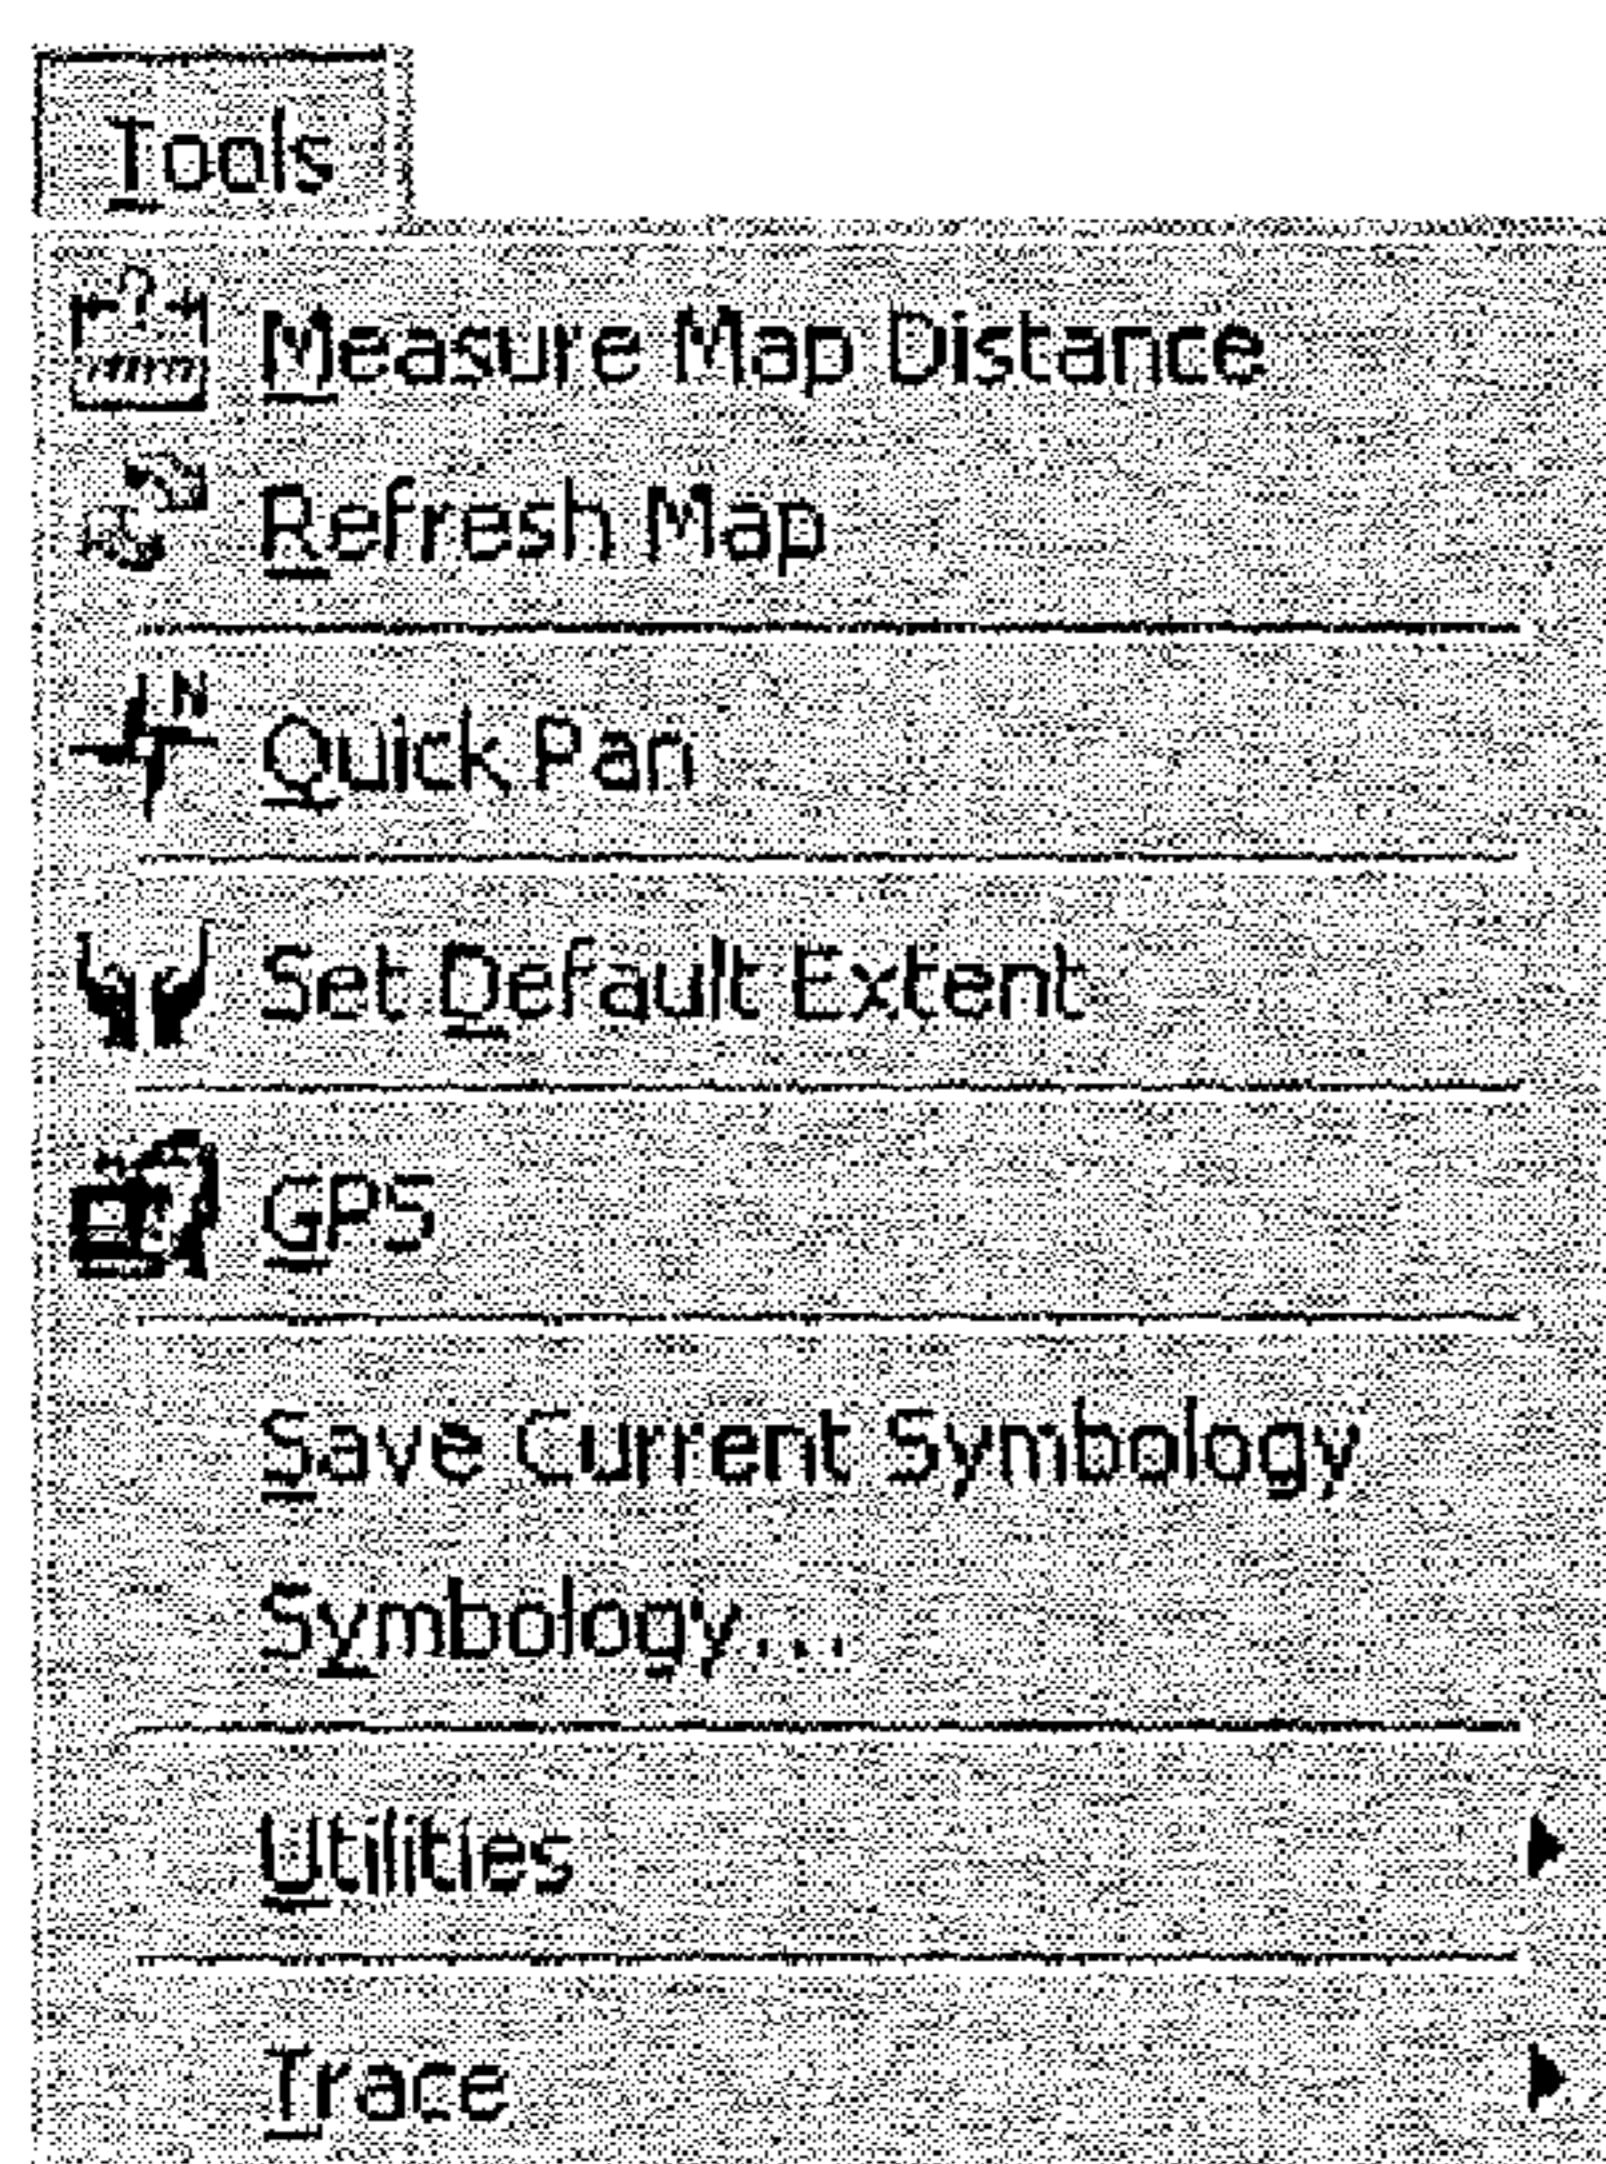 Tools
Measure Map Distance
Refresh Map
N
Quick Pan
Set Default Extent
GPS
Save Current Symbology
Symbology...
Utilities
Trace